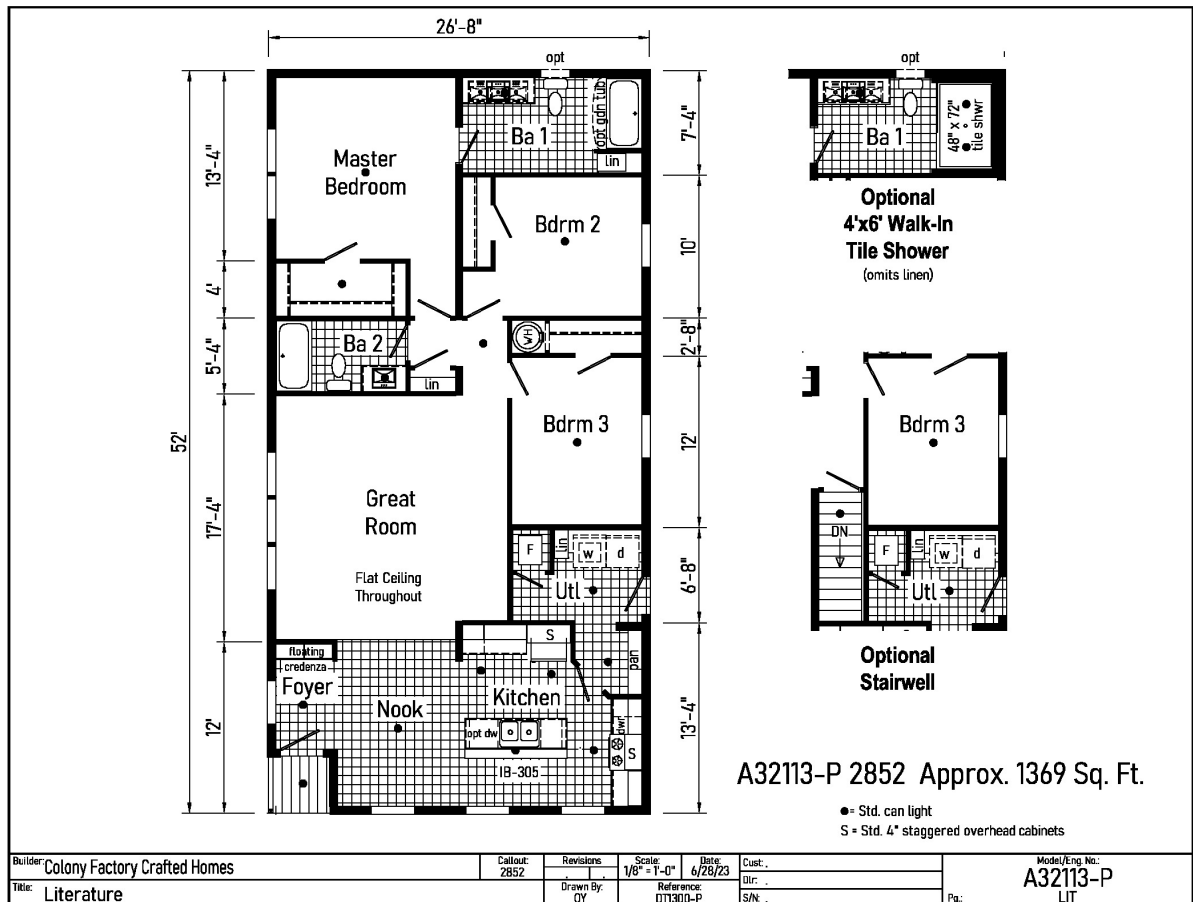 26'-8"
opt
opt
Ba 1
opt gdn tub
lin
7'-4"
13'-4"
Master
Bedroom
Bdrm 2
10'
4'
Ba 2
5'-4"
lin
WH
2'-8"
52'
Bdrm 3
12'
Great
Room
17'-4"
Flat Ceiling
Throughout
F
lin
w
d
Utl
6'-8"
floating
credenza
Foyer
Nook
Kitchen
S
pan
opt dw
dwr
S
IB-305
12'
13'-4"
Ba 1
48" x 72"
tile shwr
Optional
4'x6' Walk-In
Tile Shower
(omits linen)
Bdrm 3
DN
F
lin
w
d
Utl
Optional
Stairwell
A32113-P 2852 Approx. 1369 Sq. Ft.
●= Std. can light
S = Std. 4" staggered overhead cabinets
Builder: Colony Factory Crafted Homes
Title: Literature
Callout:
2852
Revisions
Scale:
1/8" = 1'-0"
Date:
6/28/23
Drawn By:
OY
Reference:
DT1300-P
Cust: .
Dlr: .
S/N: .
Model/Eng. No.:
A32113-P
Pg.: LIT